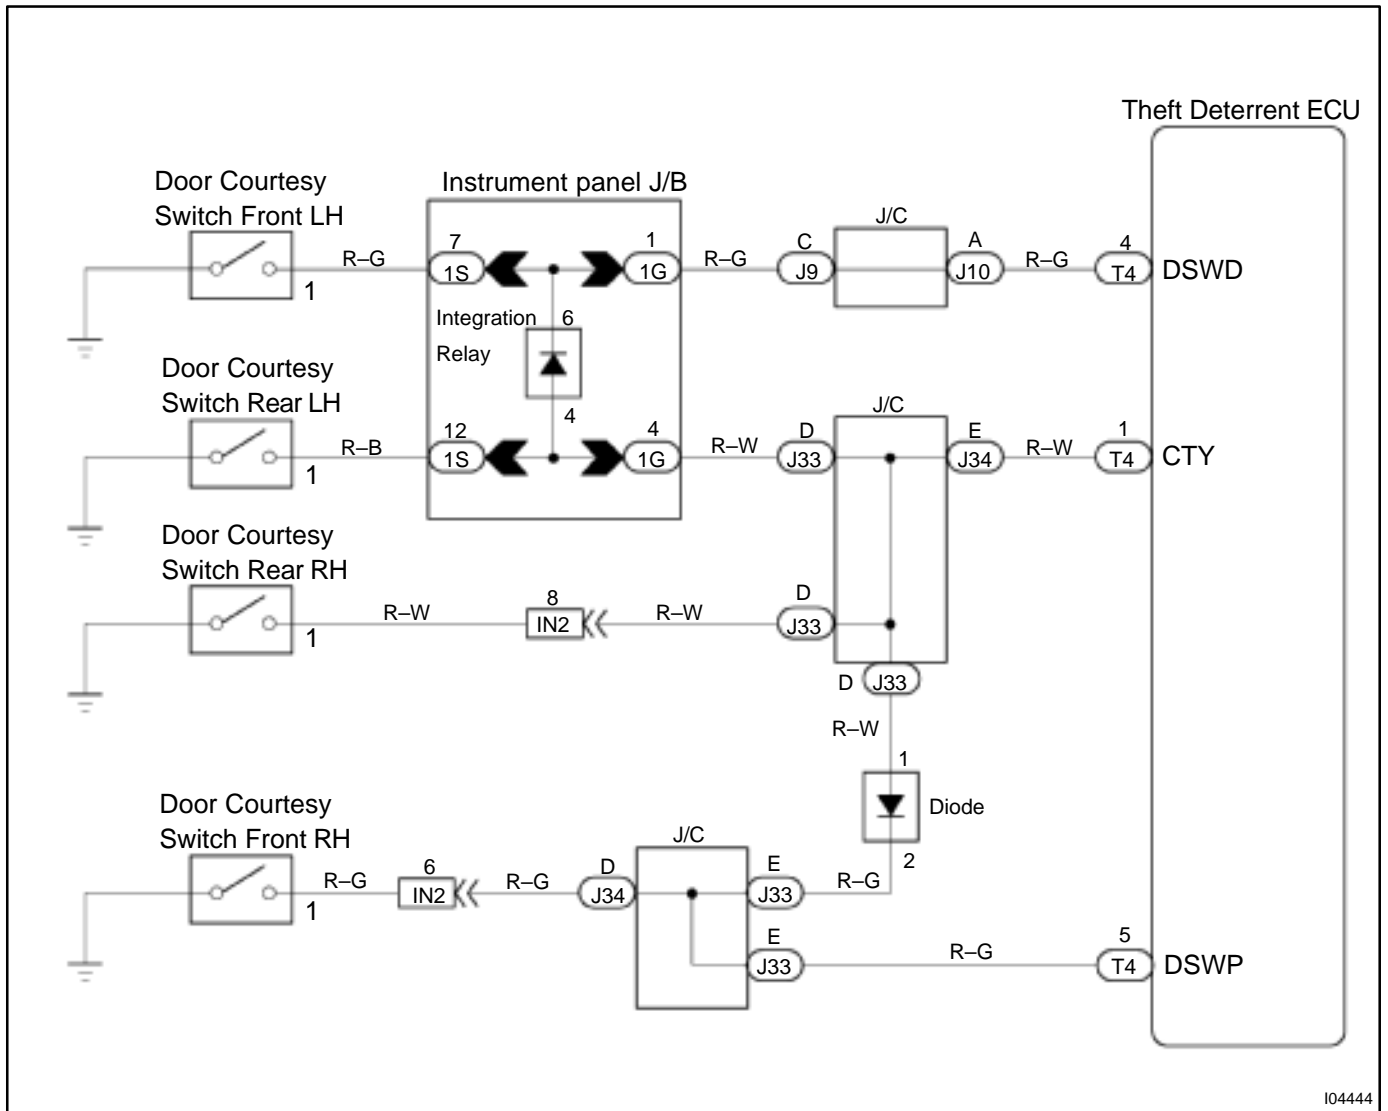 Theft Deterrent ECU
Door Courtesy
Switch Front LH
1
R–G
Instrument panel J/B
7
1S
1
1G
R–G
C
J9
J/C
A
J10
R–G
4
T4
DSWD
Integration
Relay
6
4
Door Courtesy
Switch Rear LH
1
R–B
12
1S
4
1G
R–W
D
J33
J/C
E
J34
R–W
1
T4
CTY
Door Courtesy
Switch Rear RH
1
R–W
8
IN2
R–W
D
J33
D
J33
R–W
1
Diode
2
Door Courtesy
Switch Front RH
1
R–G
6
IN2
R–G
D
J34
J/C
E
J33
R–G
E
J33
R–G
5
T4
DSWP
I04444